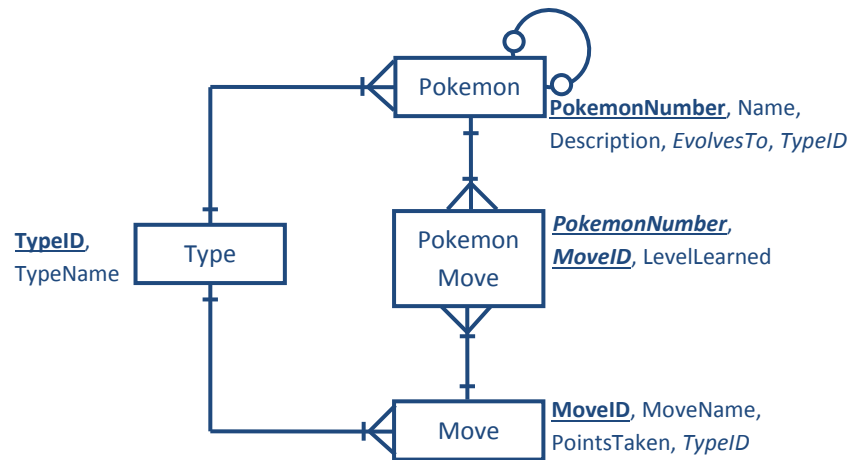 Pokemon
PokemonNumber, Name,
Description, EvolvesTo, TypeID
TypeID,
TypeName
Type
Pokemon
Move
PokemonNumber,
MoveID, LevelLearned
Move
MoveID, MoveName,
PointsTaken, TypeID